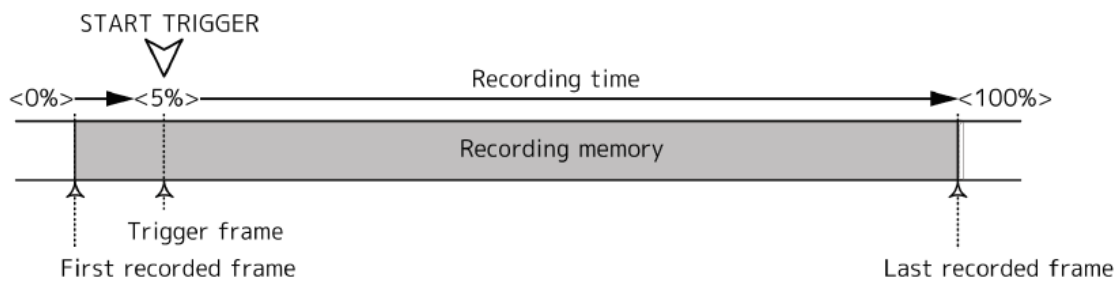 START TRIGGER
Recording time
<0%> <5%> <100%>
Recording memory
Trigger frame
First recorded frame Last recorded frame